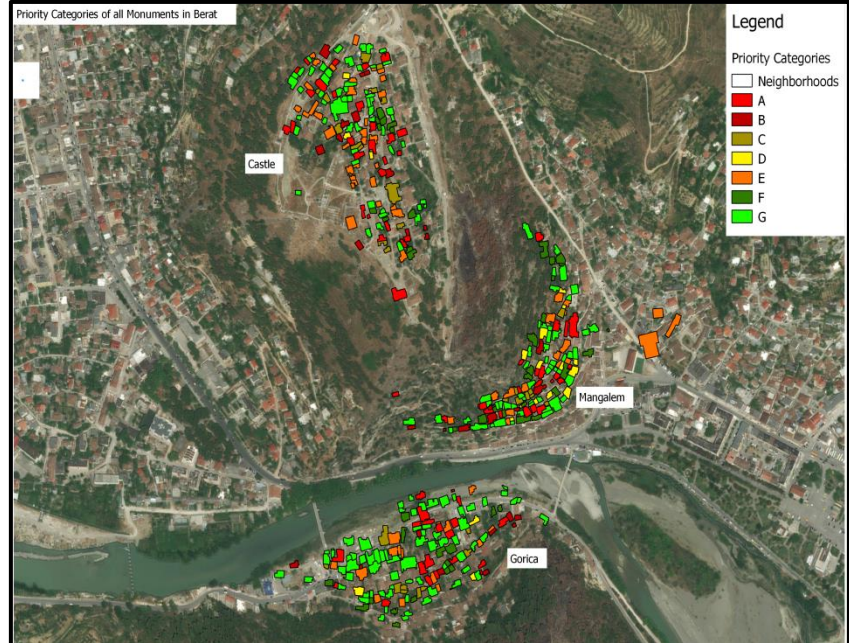 Priority Categories of all Monuments in Berat
Legend
Priority Categories
Neighborhoods
A
B
C
D
E
F
G
Castle
Mangalem
Gorica